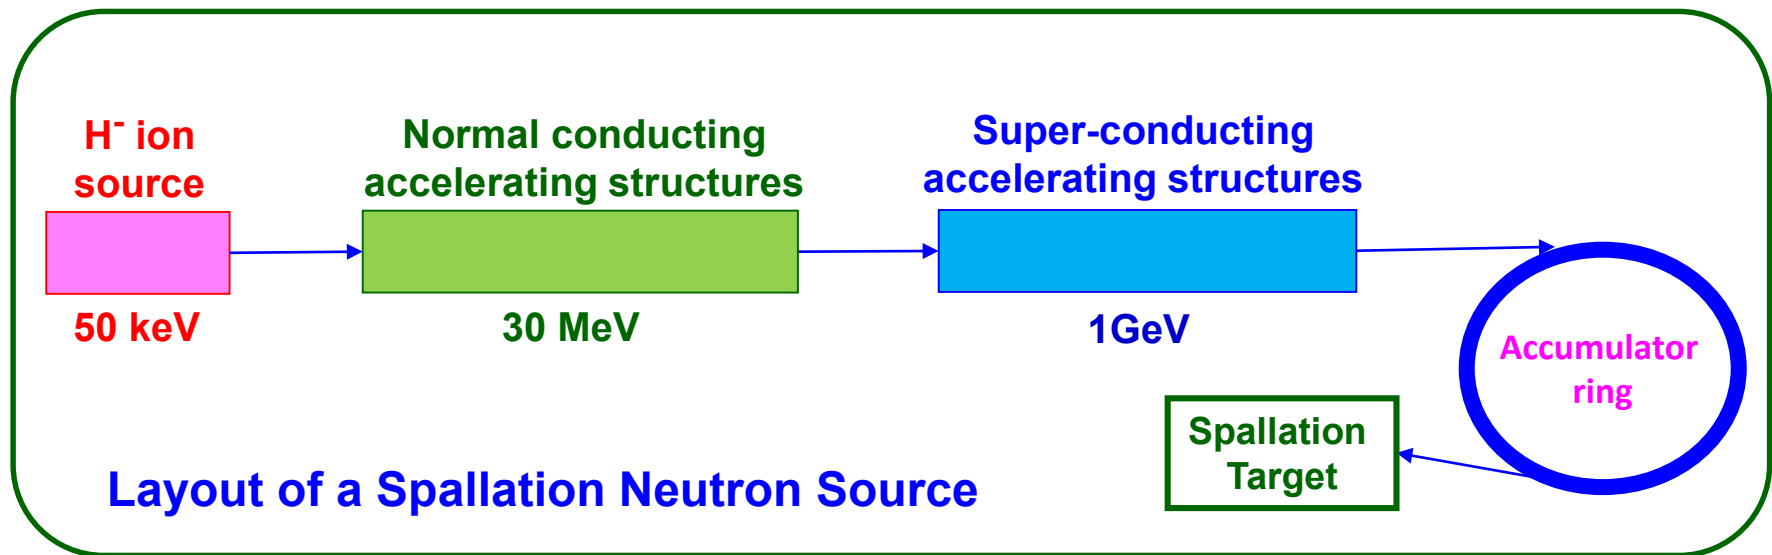 H⁻ ion
source
50 keV
Normal conducting
accelerating structures
30 MeV
Super-conducting
accelerating structures
1GeV
Accumulator
ring
Spallation
Target
Layout of a Spallation Neutron Source